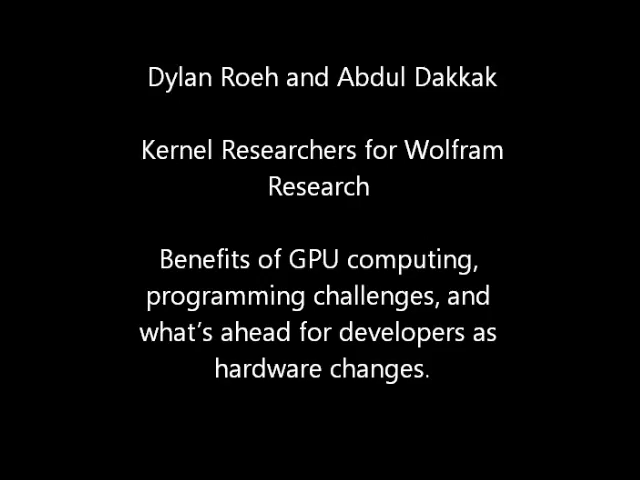 Dylan Roeh and Abdul Dakkak
Kernel Researchers for Wolfram
Research
Benefits of GPU computing,
programming challenges, and
what’s ahead for developers as
hardware changes.